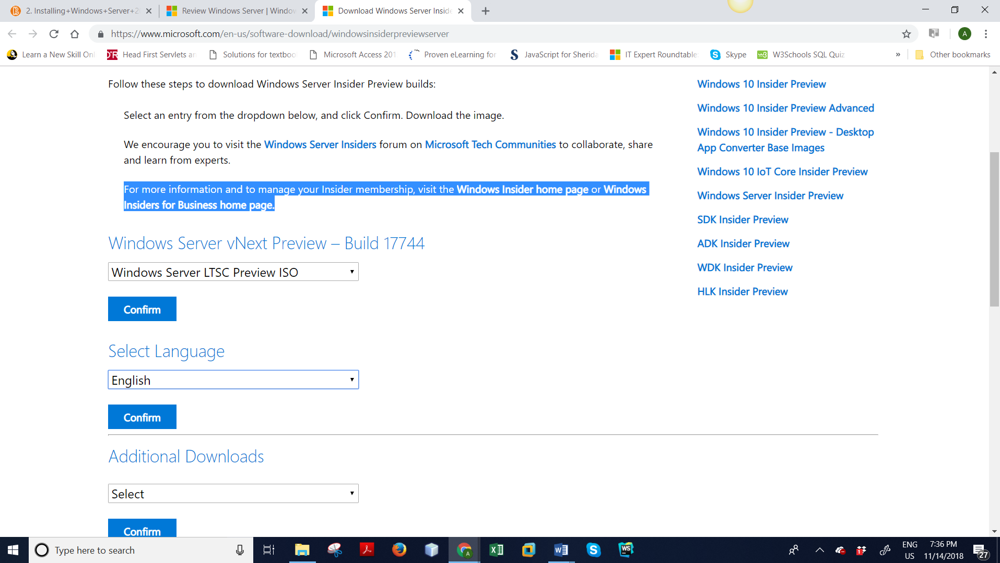 2. Installing+Windows+Server+2
Review Windows Server | Window
Download Windows Server Inside
https://www.microsoft.com/en-us/software-download/windowsinsiderpreviewserver
A
Learn a New Skill Onl
Head First Servlets an
Solutions for textboo
Microsoft Access 201
Proven eLearning for
JavaScript for Sherida
IT Expert Roundtable:
Skype
W3Schools SQL Quiz
»
Other bookmarks
Follow these steps to download Windows Server Insider Preview builds:
Select an entry from the dropdown below, and click Confirm. Download the image.
We encourage you to visit the Windows Server Insiders forum on Microsoft Tech Communities to collaborate, share
and learn from experts.
For more information and to manage your Insider membership, visit the Windows Insider home page or Windows
Insiders for Business home page.
Windows Server vNext Preview – Build 17744
Windows Server LTSC Preview ISO
Confirm
Select Language
English
Confirm
Additional Downloads
Select
Confirm
Windows 10 Insider Preview
Windows 10 Insider Preview Advanced
Windows 10 Insider Preview - Desktop
App Converter Base Images
Windows 10 IoT Core Insider Preview
Windows Server Insider Preview
SDK Insider Preview
ADK Insider Preview
WDK Insider Preview
HLK Insider Preview
Type here to search
ENG
US
7:36 PM
11/14/2018
27